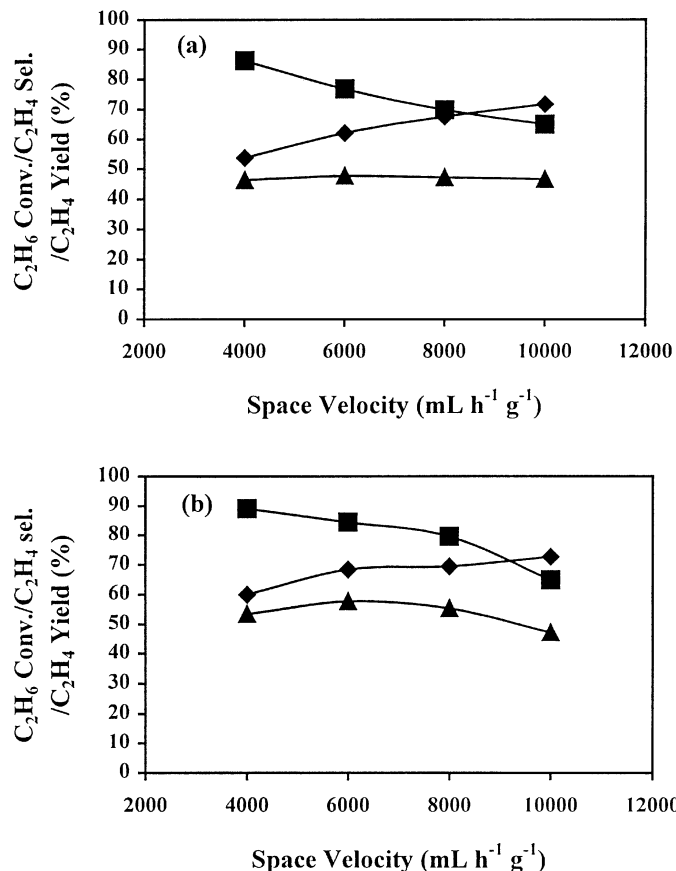 (a)
C₂H₆ Conv./C₂H₄ Sel.
/C₂H₄ Yield (%)
100
90
80
70
60
50
40
30
20
10
0
2000 4000 6000 8000 10000 12000
Space Velocity (mL h⁻¹ g⁻¹)
(b)
C₂H₆ Conv./C₂H₄ sel.
/C₂H₄ Yield (%)
100
90
80
70
60
50
40
30
20
10
0
2000 4000 6000 8000 10000 1200
Space Velocity (mL h⁻¹ g⁻¹)